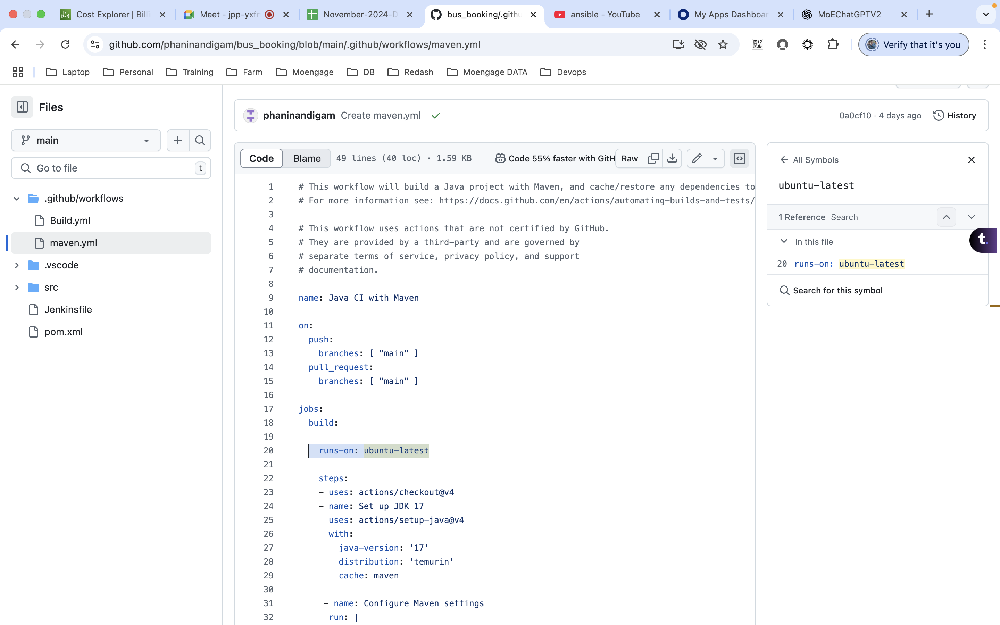 Cost Explorer | Billi
Meet - jpp-yxfn
November-2024-D
bus_booking/.githu
ansible - YouTube
My Apps Dashboar
MoEChatGPTV2
github.com/phaninandigam/bus_booking/blob/main/.github/workflows/maven.yml
Verify that it's you
Laptop
Personal
Training
Farm
Moengage
DB
Redash
Moengage DATA
Devops
Files
main
Go to file
t
.github/workflows
Build.yml
maven.yml
.vscode
src
Jenkinsfile
pom.xml
phaninandigam Create maven.yml
0a0cf10 · 4 days ago
History
Code
Blame
49 lines (40 loc) · 1.59 KB
Code 55% faster with GitH
Raw
1 # This workflow will build a Java project with Maven, and cache/restore any dependencies to
2 # For more information see: https://docs.github.com/en/actions/automating-builds-and-tests/
3
4 # This workflow uses actions that are not certified by GitHub.
5 # They are provided by a third-party and are governed by
6 # separate terms of service, privacy policy, and support
7 # documentation.
8
9 name: Java CI with Maven
10
11 on:
12 push:
13 branches: [ "main" ]
14 pull_request:
15 branches: [ "main" ]
16
17 jobs:
18 build:
19
20 runs-on: ubuntu-latest
21
22 steps:
23 - uses: actions/checkout@v4
24 - name: Set up JDK 17
25 uses: actions/setup-java@v4
26 with:
27 java-version: '17'
28 distribution: 'temurin'
29 cache: maven
30
31 - name: Configure Maven settings
32 run: |
All Symbols
ubuntu-latest
1 Reference Search
In this file
20 runs-on: ubuntu-latest
Search for this symbol
t.